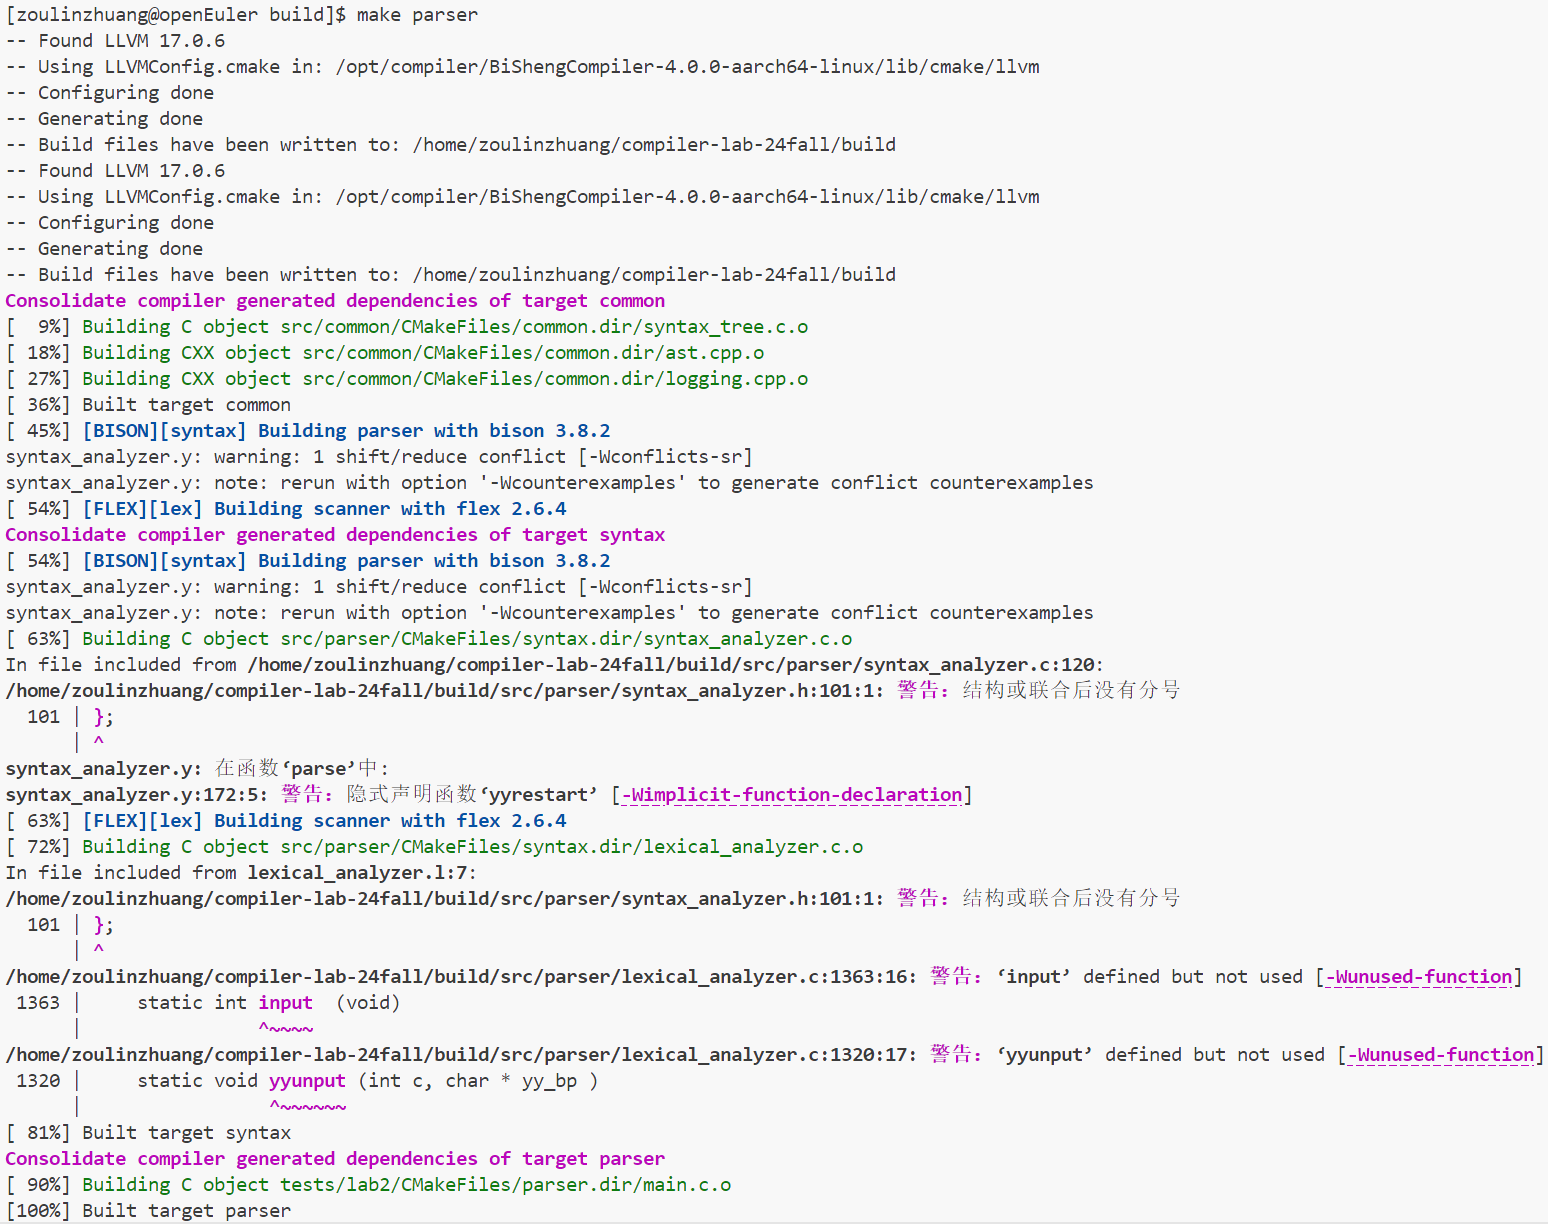 [zoulinzhuang@openEuler build]$ make parser
-- Found LLVM 17.0.6
-- Using LLVMConfig.cmake in: /opt/compiler/BiShengCompiler-4.0.0-aarch64-linux/lib/cmake/llvm
-- Configuring done
-- Generating done
-- Build files have been written to: /home/zoulinzhuang/compiler-lab-24fall/build
-- Found LLVM 17.0.6
-- Using LLVMConfig.cmake in: /opt/compiler/BiShengCompiler-4.0.0-aarch64-linux/lib/cmake/llvm
-- Configuring done
-- Generating done
-- Build files have been written to: /home/zoulinzhuang/compiler-lab-24fall/build
Consolidate compiler generated dependencies of target common
[  9%] Building C object src/common/CMakeFiles/common.dir/syntax_tree.c.o
[ 18%] Building CXX object src/common/CMakeFiles/common.dir/ast.cpp.o
[ 27%] Building CXX object src/common/CMakeFiles/common.dir/logging.cpp.o
[ 36%] Built target common
[ 45%] [BISON][syntax] Building parser with bison 3.8.2
syntax_analyzer.y: warning: 1 shift/reduce conflict [-Wconflicts-sr]
syntax_analyzer.y: note: rerun with option '-Wcounterexamples' to generate conflict counterexamples
[ 54%] [FLEX][lex] Building scanner with flex 2.6.4
Consolidate compiler generated dependencies of target syntax
[ 54%] [BISON][syntax] Building parser with bison 3.8.2
syntax_analyzer.y: warning: 1 shift/reduce conflict [-Wconflicts-sr]
syntax_analyzer.y: note: rerun with option '-Wcounterexamples' to generate conflict counterexamples
[ 63%] Building C object src/parser/CMakeFiles/syntax.dir/syntax_analyzer.c.o
In file included from /home/zoulinzhuang/compiler-lab-24fall/build/src/parser/syntax_analyzer.c:120:
/home/zoulinzhuang/compiler-lab-24fall/build/src/parser/syntax_analyzer.h:101:1: 警告：结构或联合后没有分号
  101 | };
      | ^
syntax_analyzer.y: 在函数‘parse’中:
syntax_analyzer.y:172:5: 警告：隐式声明函数‘yyrestart’ [-Wimplicit-function-declaration]
[ 63%] [FLEX][lex] Building scanner with flex 2.6.4
[ 72%] Building C object src/parser/CMakeFiles/syntax.dir/lexical_analyzer.c.o
In file included from lexical_analyzer.l:7:
/home/zoulinzhuang/compiler-lab-24fall/build/src/parser/syntax_analyzer.h:101:1: 警告：结构或联合后没有分号
  101 | };
      | ^
/home/zoulinzhuang/compiler-lab-24fall/build/src/parser/lexical_analyzer.c:1363:16: 警告：‘input’ defined but not used [-Wunused-function]
 1363 |     static int input  (void)
      |                ^~~~~
/home/zoulinzhuang/compiler-lab-24fall/build/src/parser/lexical_analyzer.c:1320:17: 警告：‘yyunput’ defined but not used [-Wunused-function]
 1320 |     static void yyunput (int c, char * yy_bp )
      |                 ^~~~~~~
[ 81%] Built target syntax
Consolidate compiler generated dependencies of target parser
[ 90%] Building C object tests/lab2/CMakeFiles/parser.dir/main.c.o
[100%] Built target parser